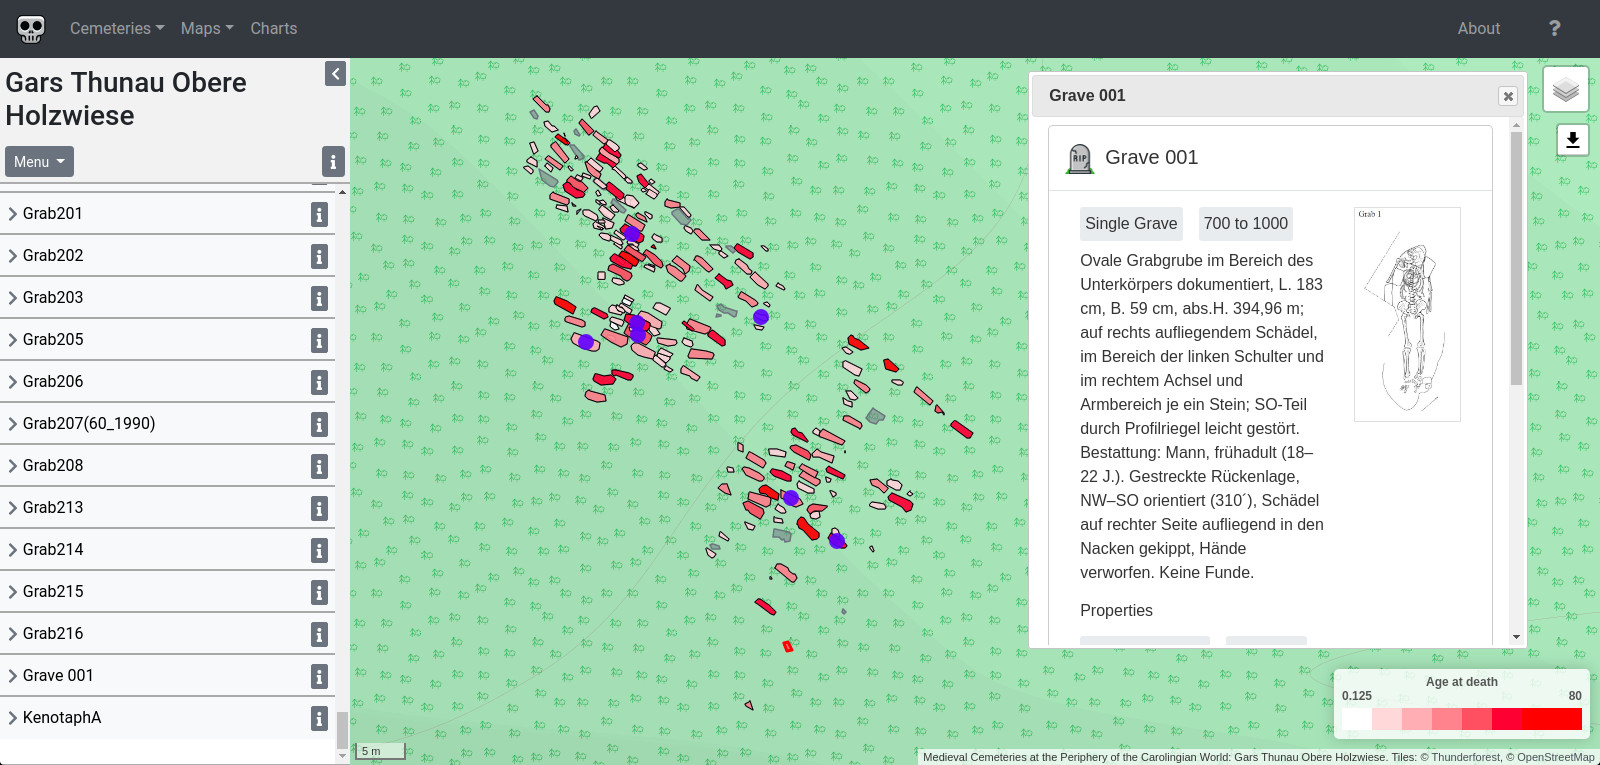 Cemeteries Maps Charts About ?
Gars Thunau Obere
Holzwiese
Menu
Grab201
Grab202
Grab203
Grab205
Grab206
Grab207(60_1990)
Grab208
Grab213
Grab214
Grab215
Grab216
Grave 001
KenotaphA
5 m
Grave 001
RIP Grave 001
Single Grave 700 to 1000
Grab 1
Ovale Grabgrube im Bereich des
Unterkörpers dokumentiert, L. 183
cm, B. 59 cm, abs.H. 394,96 m;
auf rechts aufliegendem Schädel,
im Bereich der linken Schulter und
im rechtem Achsel und
Armbereich je ein Stein; SO-Teil
durch Profilriegel leicht gestört.
Bestattung: Mann, frühadult (18–
22 J.). Gestreckte Rückenlage,
NW–SO orientiert (310´), Schädel
auf rechter Seite aufliegend in den
Nacken gekippt, Hände
verworfen. Keine Funde.
Properties
Age at death
0.125 80
Medieval Cemeteries at the Periphery of the Carolingian World: Gars Thunau Obere Holzwiese. Tiles: © Thunderforest, © OpenStreetMap